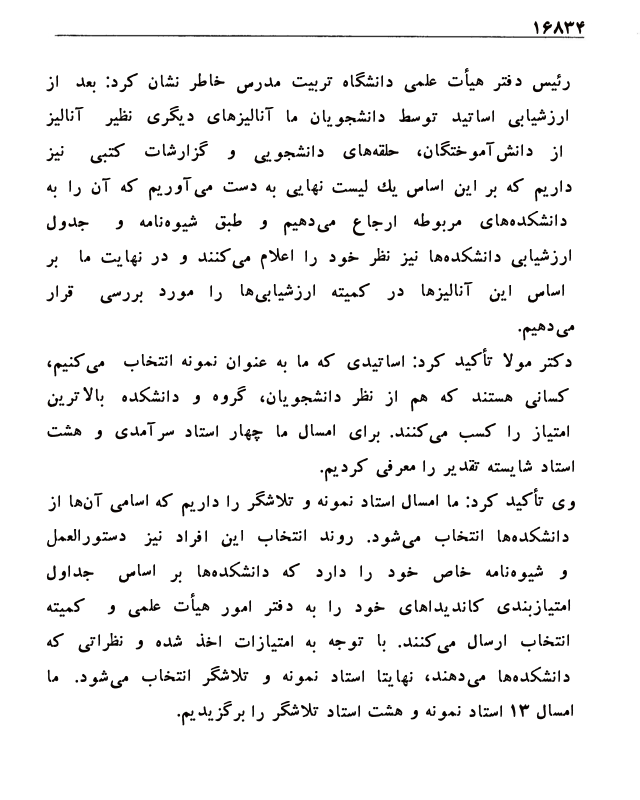 ۱۶۸۳۴
رئیس دفتر هیأت علمی دانشگاه تربیت مدرس خاطر نشان کرد: بعد از
ارزشیابی اساتید توسط دانشجویان ما آنالیزهای دیگری نظیر آنالیز
از دانش‌آموختگان، حلقه‌های دانشجویی و گزارشات کتبی نیز
داریم که بر این اساس یك لیست نهایی به دست می‌آوریم که آن را به
دانشکده‌های مربوطه ارجاع می‌دهیم و طبق شیوه‌نامه و جدول
ارزشیابی دانشکده‌ها نیز نظر خود را اعلام می‌کنند و در نهایت ما بر
اساس این آنالیزها در کمیته ارزشیابی‌ها را مورد بررسی قرار
می‌دهیم.
دکتر مولا تأکید کرد: اساتیدی که ما به عنوان نمونه انتخاب می‌کنیم،
کسانی هستند که هم از نظر دانشجویان، گروه و دانشکده بالاترین
امتیاز را کسب می‌کنند. برای امسال ما چهار استاد سرآمدی و هشت
استاد شایسته تقدیر را معرفی کردیم.
وی تأکید کرد: ما امسال استاد نمونه و تلاشگر را داریم که اسامی آن‌ها از
دانشکده‌ها انتخاب می‌شود. روند انتخاب این افراد نیز دستورالعمل
و شیوه‌نامه خاص خود را دارد که دانشکده‌ها بر اساس جداول
امتیازبندی کاندیداهای خود را به دفتر امور هیأت علمی و کمیته
انتخاب ارسال می‌کنند. با توجه به امتیازات اخذ شده و نظراتی که
دانشکده‌ها می‌دهند، نهایتا استاد نمونه و تلاشگر انتخاب می‌شود. ما
امسال ۱۳ استاد نمونه و هشت استاد تلاشگر را برگزیدیم.